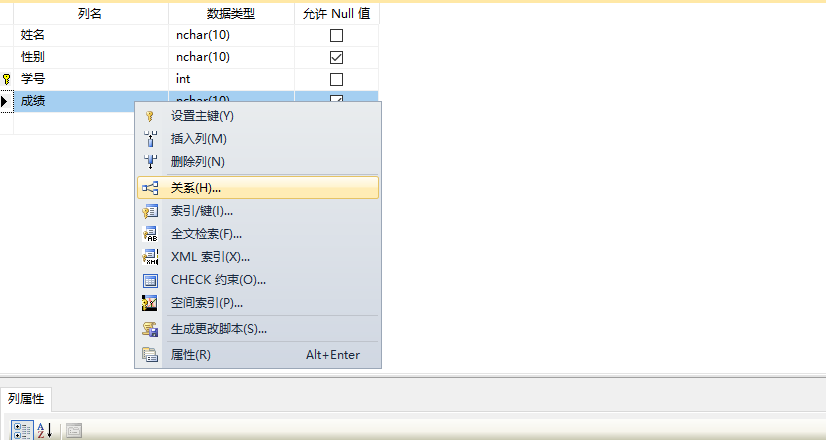 列名 数据类型 允许 Null 值
姓名 nchar(10)
性别 nchar(10)
学号 int
成绩 nchar(10)
设置主键(Y)
插入列(M)
删除列(N)
关系(H)...
索引/键(I)...
全文检索(F)...
XML 索引(X)...
CHECK 约束(O)...
空间索引(P)...
生成更改脚本(S)...
属性(R) Alt+Enter
列属性